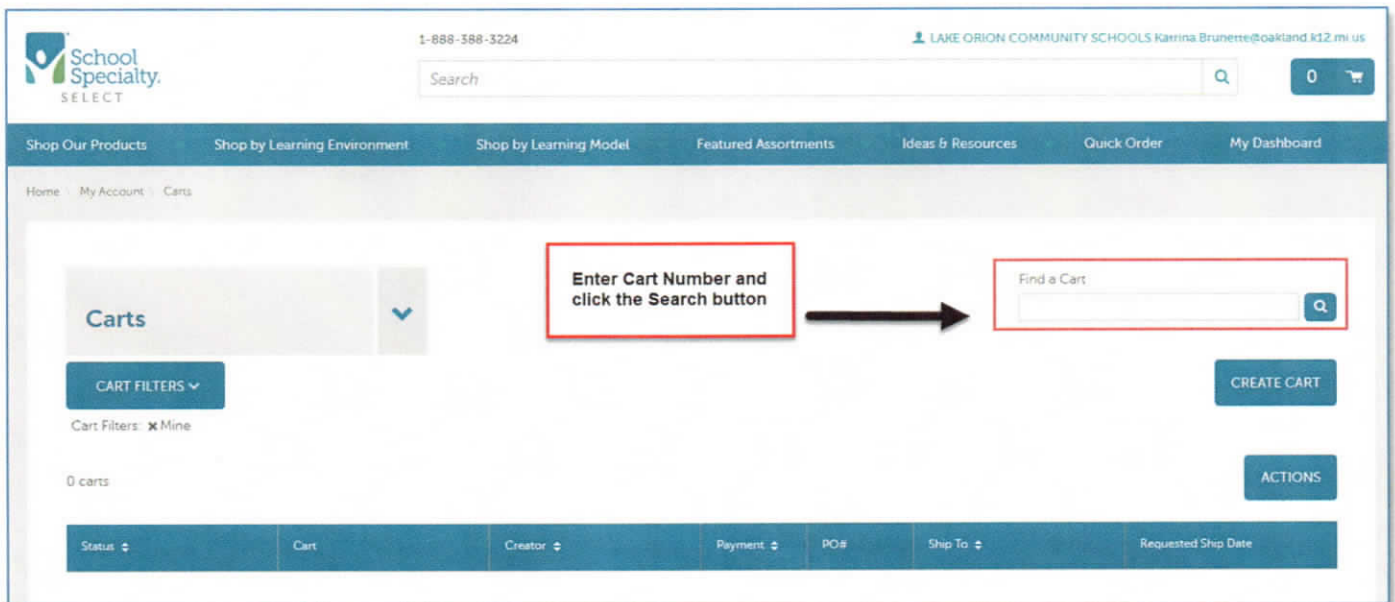 School
Specialty.
SELECT
1-888-388-3224
LAKE ORION COMMUNITY SCHOOLS Katrina.Brunette@oakland.k12.mi.us
Search
0
Shop Our Products Shop by Learning Environment Shop by Learning Model Featured Assortments Ideas & Resources Quick Order My Dashboard
Home \ My Account \ Carts
Enter Cart Number and
click the Search button
Find a Cart
Carts
CART FILTERS
CREATE CART
Cart Filters: x Mine
0 carts
ACTIONS
Status Cart Creator Payment PO# Ship To Requested Ship Date